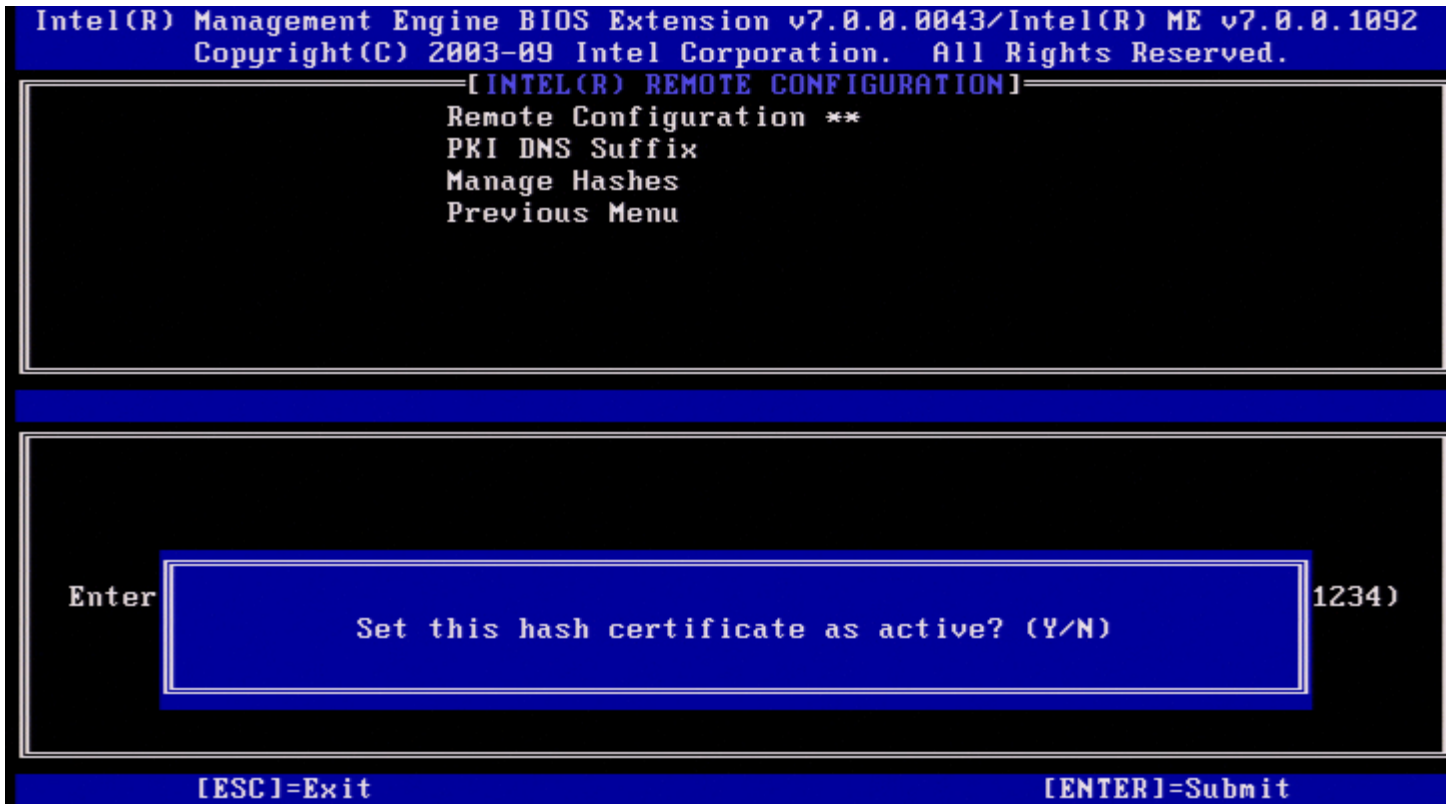 Intel(R) Management Engine BIOS Extension v7.0.0.0043/Intel(R) ME v7.0.0.1092
Copyright(C) 2003-09 Intel Corporation. All Rights Reserved.
[INTEL(R) REMOTE CONFIGURATION]
Remote Configuration **
PKI DNS Suffix
Manage Hashes
Previous Menu
Enter 1234)
Set this hash certificate as active? (Y/N)
[ESC]=Exit [ENTER]=Submit